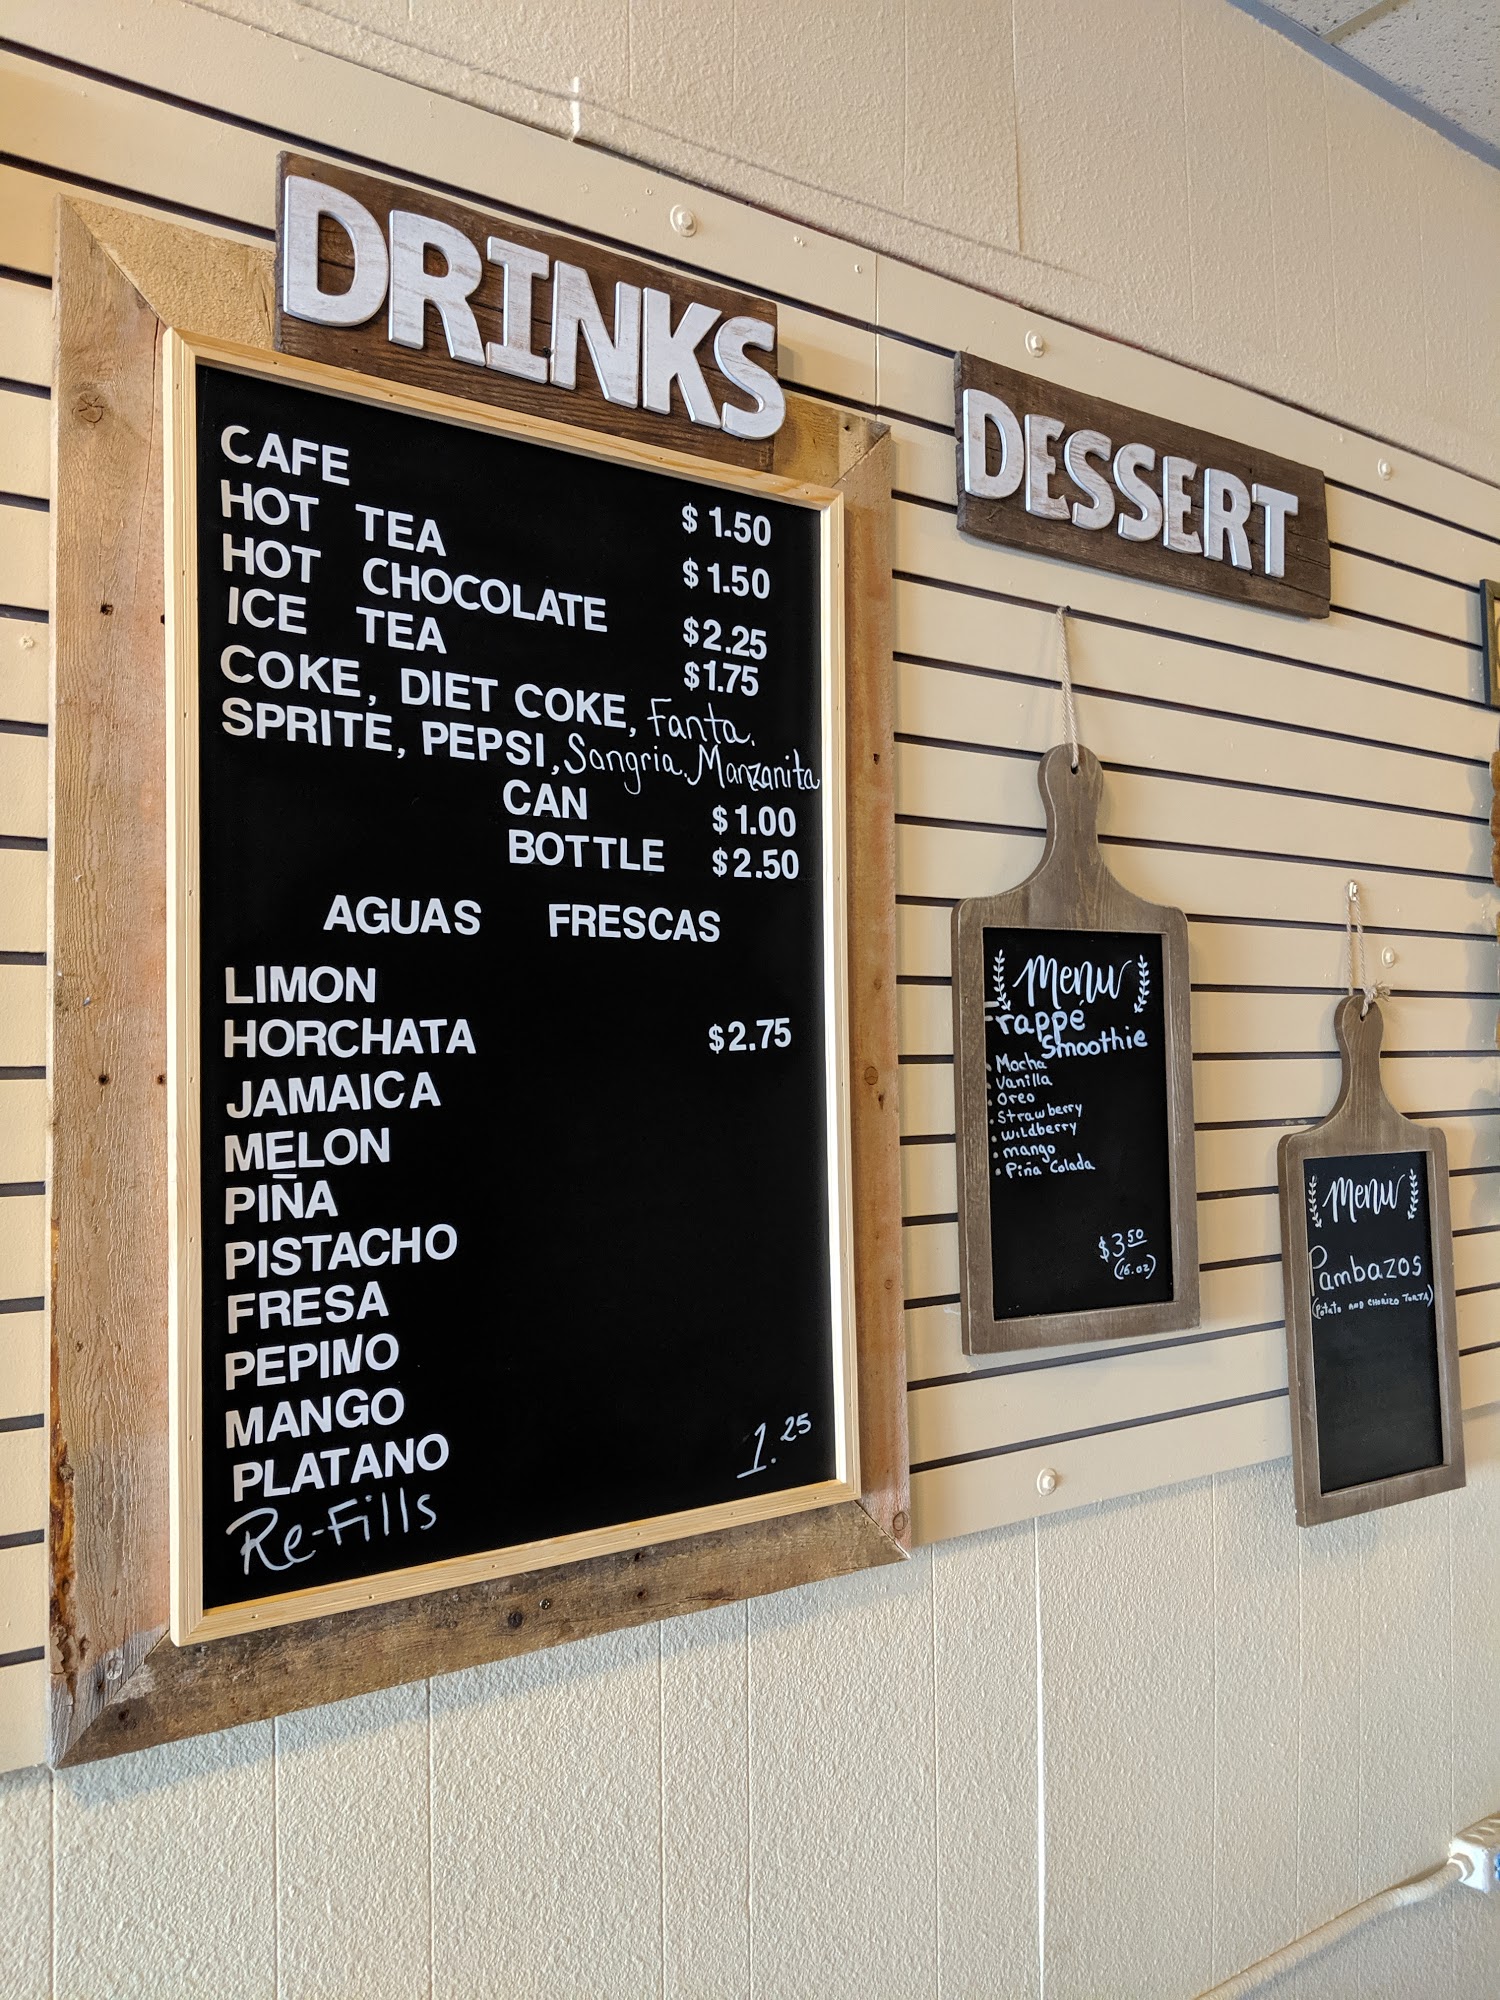 DRINKS
CAFE $1.50
HOT TEA $1.50
HOT CHOCOLATE $2.25
ICE TEA $1.75
COKE, DIET COKE, Fanta,
SPRITE, PEPSI, Sangria, Manzanita
CAN $1.00
BOTTLE $2.50
AGUAS FRESCAS
LIMON
HORCHATA $2.75
JAMAICA
MELON
PIÑA
PISTACHO
FRESA
PEPINO
MANGO
PLATANO
Re-Fills 1.25
DESSERT
Menu
Frappé
Smoothie
• Mocha
• Vanilla
• Oreo
• Strawberry
• Wildberry
• mango
• Piña Colada
$3.50
(16.oz)
Menu
Pambazos
(Potato AND CHORIZO TORTA)